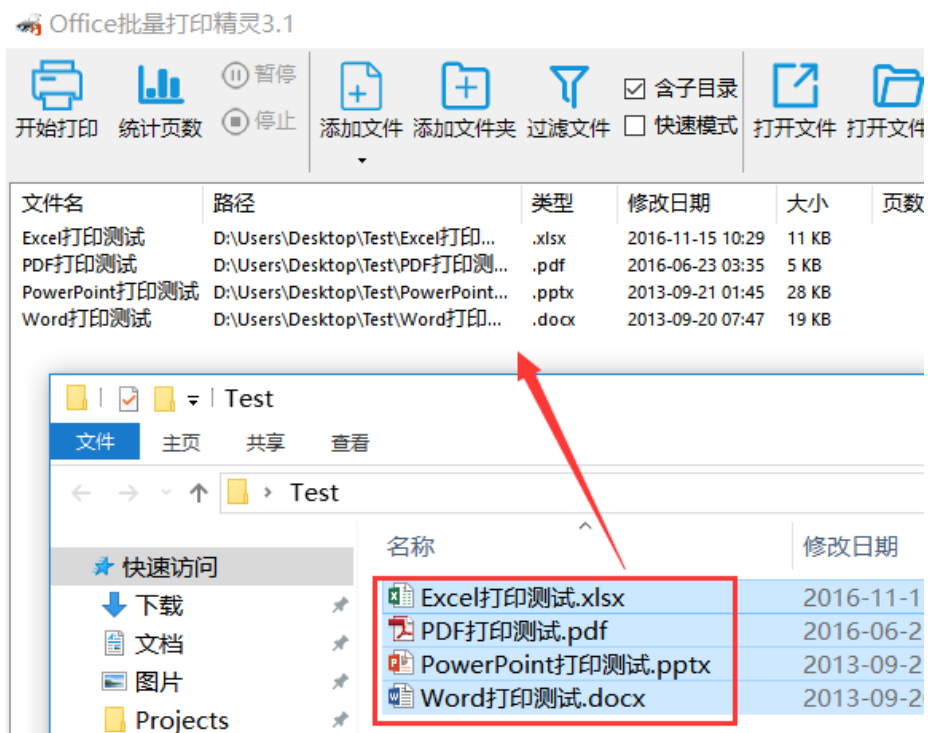 Office批量打印精灵3.1
开始打印 统计页数 暂停 停止 添加文件 添加文件夹 过滤文件 含子目录 快速模式 打开文件 打开文件
文件名 路径 类型 修改日期 大小 页数
Excel打印测试 D:\Users\Desktop\Test\Excel打印... .xlsx 2016-11-15 10:29 11 KB
PDF打印测试 D:\Users\Desktop\Test\PDF打印测... .pdf 2016-06-23 03:35 5 KB
PowerPoint打印测试 D:\Users\Desktop\Test\PowerPoint... .pptx 2013-09-21 01:45 28 KB
Word打印测试 D:\Users\Desktop\Test\Word打印... .docx 2013-09-20 07:47 19 KB
Test
文件 主页 共享 查看
Test
名称 修改日期
快速访问
下载
文档
图片
Projects
Excel打印测试.xlsx 2016-11-1
PDF打印测试.pdf 2016-06-2
PowerPoint打印测试.pptx 2013-09-2
Word打印测试.docx 2013-09-2